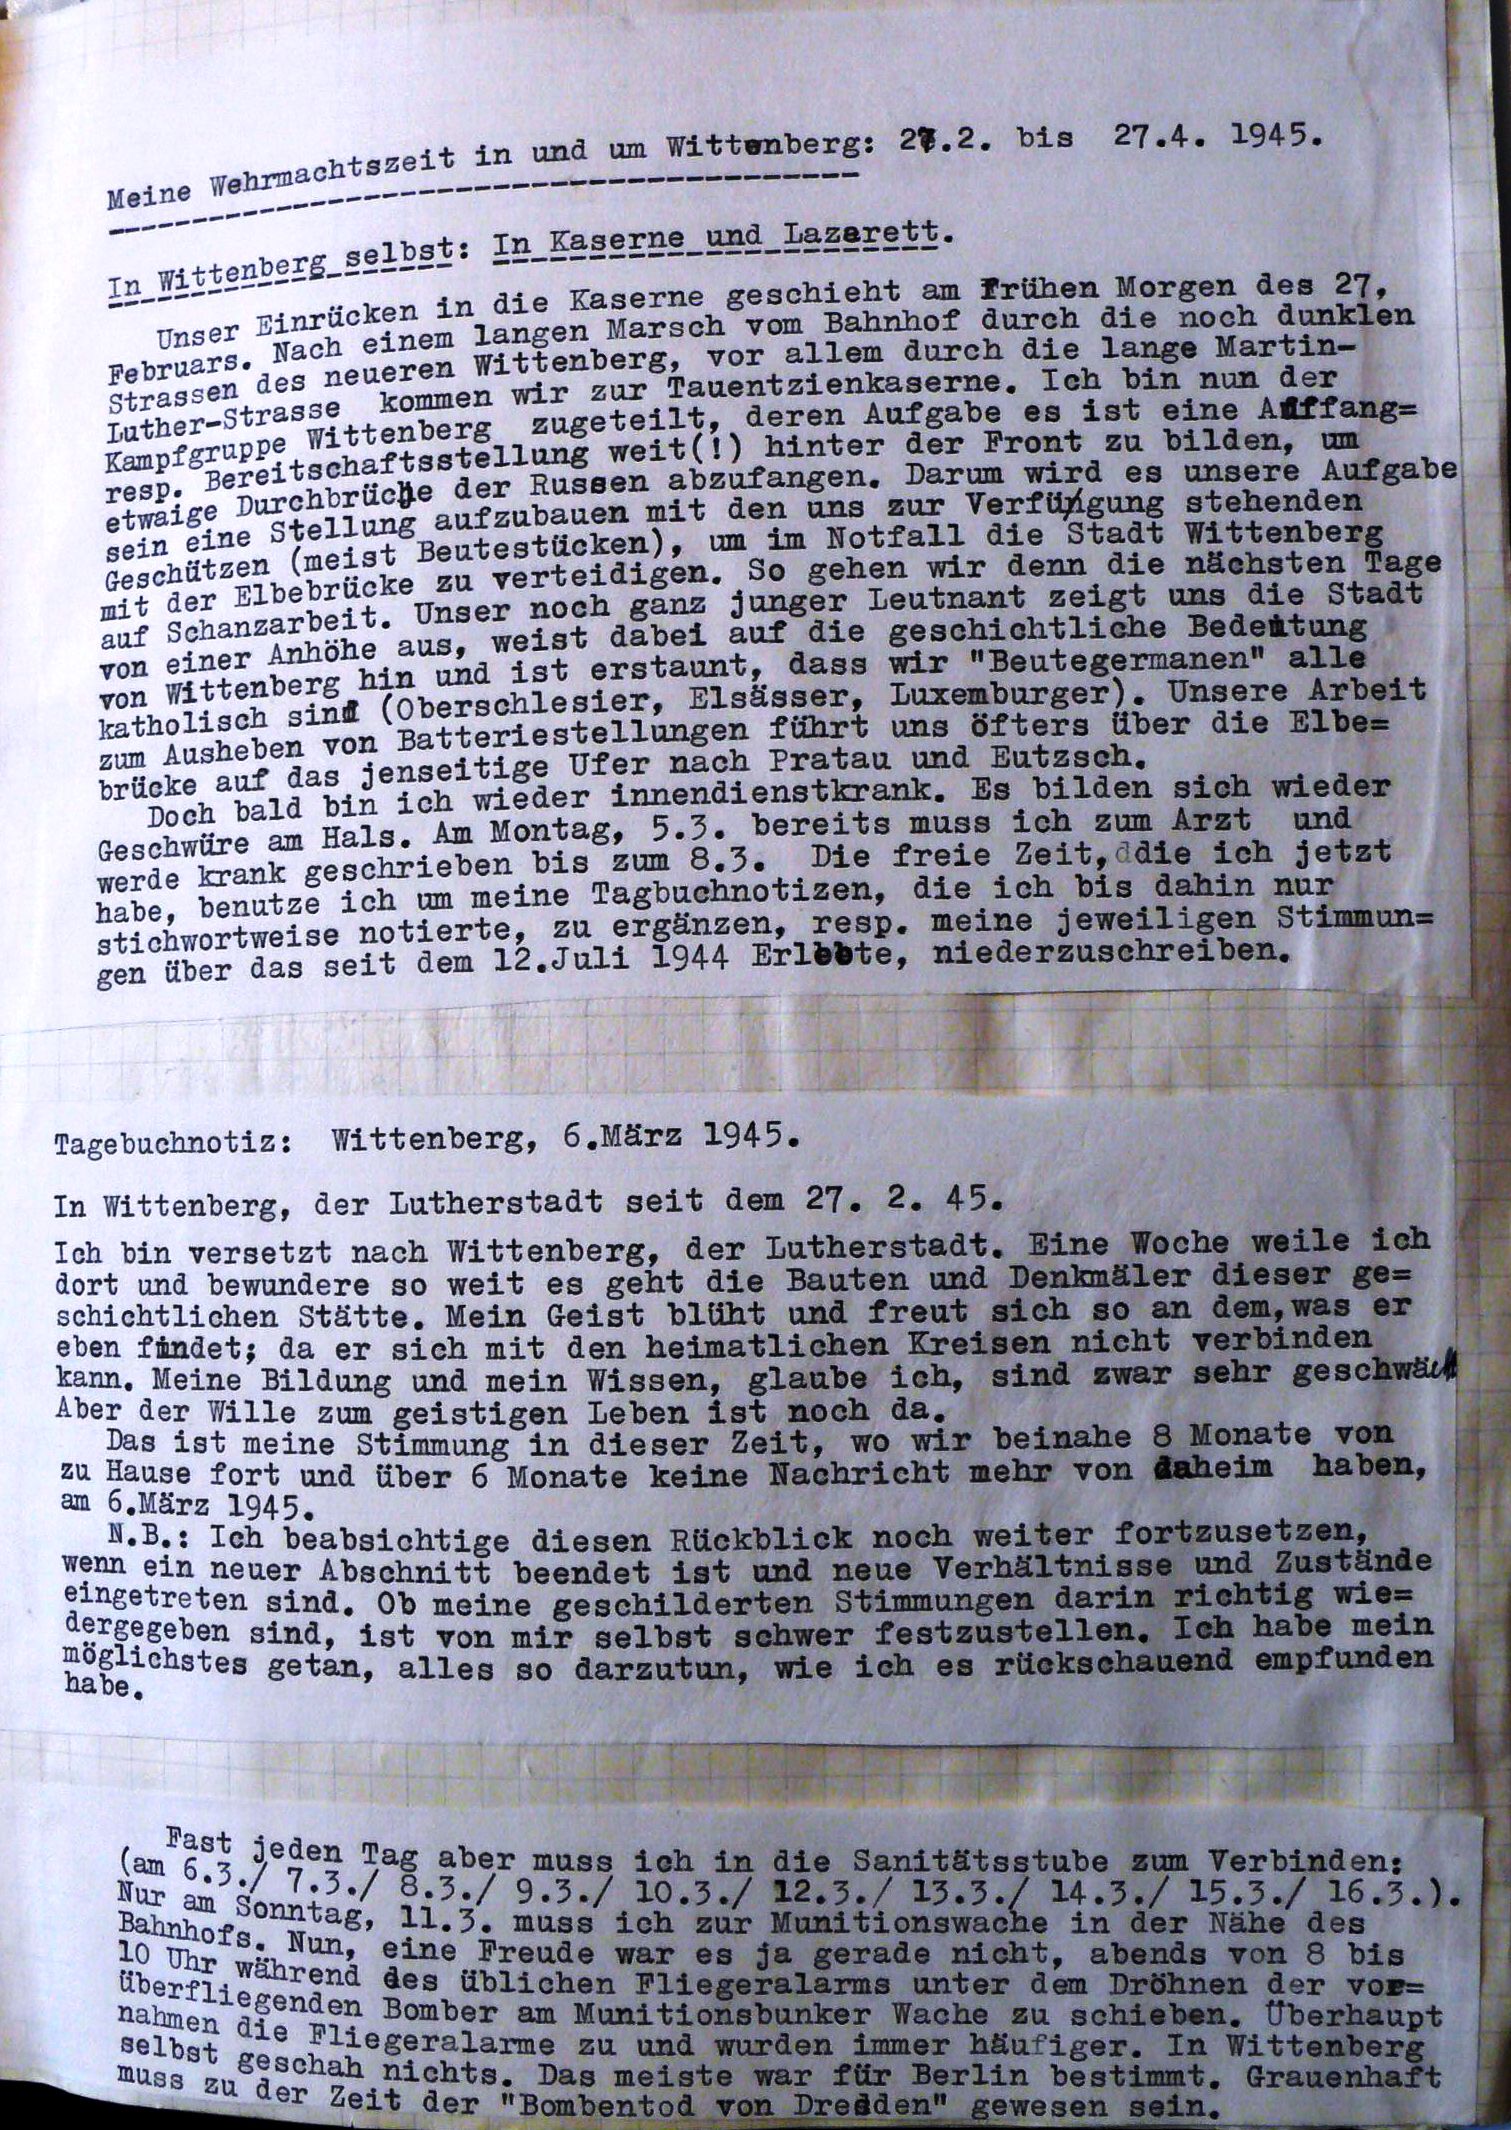 Meine Wehrmachtszeit in und um Wittenberg: 27.2. bis 27.4. 1945.
In Wittenberg selbst: In Kaserne und Lazarett.
Unser Einrücken in die Kaserne geschieht am frühen Morgen des 27,
Februars. Nach einem langen Marsch vom Bahnhof durch die noch dunklen
Strassen des neueren Wittenberg, vor allem durch die lange Martin-
Luther-Strasse kommen wir zur Tauentzienkaserne. Ich bin nun der
Kampfgruppe Wittenberg zugeteilt, deren Aufgabe es ist eine Auffang=
resp. Bereitschaftsstellung weit(!) hinter der Front zu bilden, um
etwaige Durchbrüche der Russen abzufangen. Darum wird es unsere Aufgabe
sein eine Stellung aufzubauen mit den uns zur Verfügung stehenden
Geschützen (meist Beutestücken), um im Notfall die Stadt Wittenberg
mit der Elbebrücke zu verteidigen. So gehen wir denn die nächsten Tage
auf Schanzarbeit. Unser noch ganz junger Leutnant zeigt uns die Stadt
von einer Anhöhe aus, weist dabei auf die geschichtliche Bedeutung
von Wittenberg hin und ist erstaunt, dass wir "Beutegermanen" alle
katholisch sind (Oberschlesier, Elsässer, Luxemburger). Unsere Arbeit
zum Ausheben von Batteriestellungen führt uns öfters über die Elbe=
brücke auf das jenseitige Ufer nach Pratau und Eutzsch.
Doch bald bin ich wieder innendienstkrank. Es bilden sich wieder
Geschwüre am Hals. Am Montag, 5.3. bereits muss ich zum Arzt und
werde krank geschrieben bis zum 8.3. Die freie Zeit, die ich jetzt
habe, benutze ich um meine Tagbuchnotizen, die ich bis dahin nur
stichwortweise notierte, zu ergänzen, resp. meine jeweiligen Stimmun=
gen über das seit dem 12.Juli 1944 Erlebte, niederzuschreiben.
Tagebuchnotiz: Wittenberg, 6.März 1945.
In Wittenberg, der Lutherstadt seit dem 27. 2. 45.
Ich bin versetzt nach Wittenberg, der Lutherstadt. Eine Woche weile ich
dort und bewundere so weit es geht die Bauten und Denkmäler dieser ge=
schichtlichen Stätte. Mein Geist blüht und freut sich so an dem, was er
eben findet; da er sich mit den heimatlichen Kreisen nicht verbinden
kann. Meine Bildung und mein Wissen, glaube ich, sind zwar sehr geschwäch
Aber der Wille zum geistigen Leben ist noch da.
Das ist meine Stimmung in dieser Zeit, wo wir beinahe 8 Monate von
zu Hause fort und über 6 Monate keine Nachricht mehr von daheim haben,
am 6.März 1945.
N.B.: Ich beabsichtige diesen Rückblick noch weiter fortzusetzen,
wenn ein neuer Abschnitt beendet ist und neue Verhältnisse und Zustände
eingetreten sind. Ob meine geschilderten Stimmungen darin richtig wie=
dergegeben sind, ist von mir selbst schwer festzustellen. Ich habe mein
möglichstes getan, alles so darzutun, wie ich es rückschauend empfunden
habe.
Fast jeden Tag aber muss ich in die Sanitätsstube zum Verbinden:
(am 6.3./ 7.3./ 8.3./ 9.3./ 10.3./ 12.3./ 13.3./ 14.3./ 15.3./ 16.3.).
Nur am Sonntag, 11.3. muss ich zur Munitionswache in der Nähe des
Bahnhofs. Nun, eine Freude war es ja gerade nicht, abends von 8 bis
10 Uhr während des üblichen Fliegeralarms unter dem Dröhnen der vor=
überfliegenden Bomber am Munitionsbunker Wache zu schieben. Überhaupt
nahmen die Fliegeralarme zu und wurden immer häufiger. In Wittenberg
selbst geschah nichts. Das meiste war für Berlin bestimmt. Grauenhaft
muss zu der Zeit der "Bombentod von Dresden" gewesen sein.